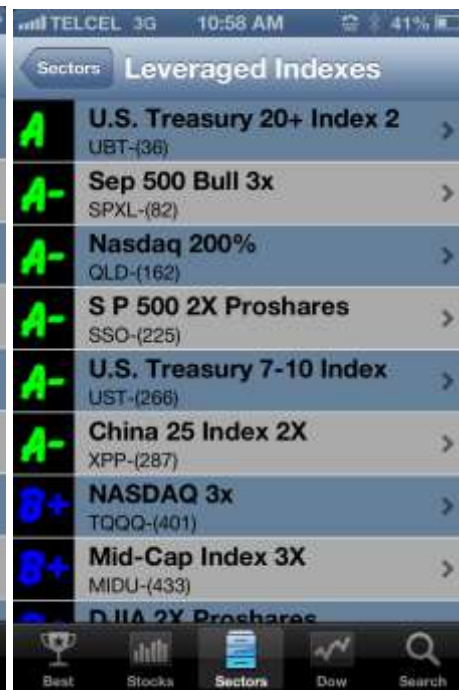 TELCEL 3G 10:58 AM 41%
Sectors Leveraged Indexes
A U.S. Treasury 20+ Index 2
UBT-(36)
A- Sep 500 Bull 3x
SPXL-(82)
A- Nasdaq 200%
QLD-(162)
A- S P 500 2X Proshares
SSO-(225)
A- U.S. Treasury 7-10 Index
UST-(266)
A- China 25 Index 2X
XPP-(287)
B+ NASDAQ 3x
TQQQ-(401)
B+ Mid-Cap Index 3X
MIDU-(433)
B+ DJIA 2X Proshares
Best Stocks Sectors Dow Search